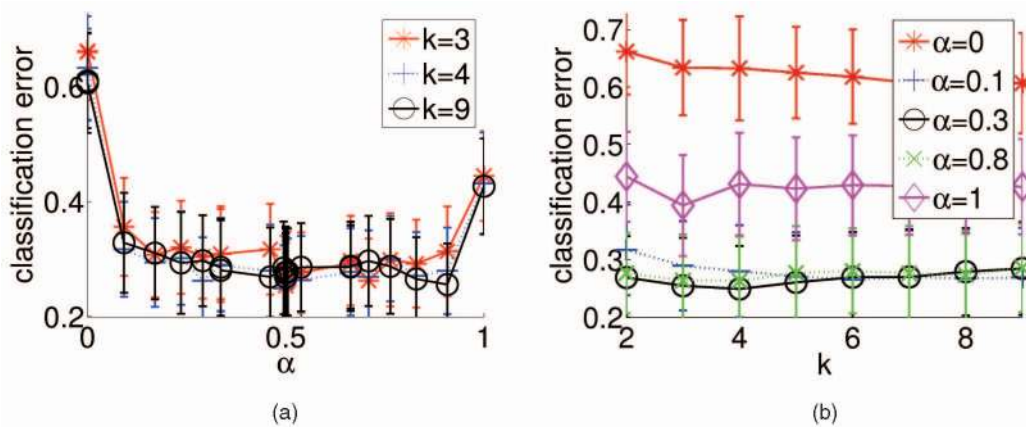 classification error
0.6
0.4
0.2
0
0.5
1
α
k=3
k=4
k=9
(a)
classification error
0.7
0.6
0.5
0.4
0.3
0.2
2
4
6
8
k
α=0
α=0.1
α=0.3
α=0.8
α=1
(b)